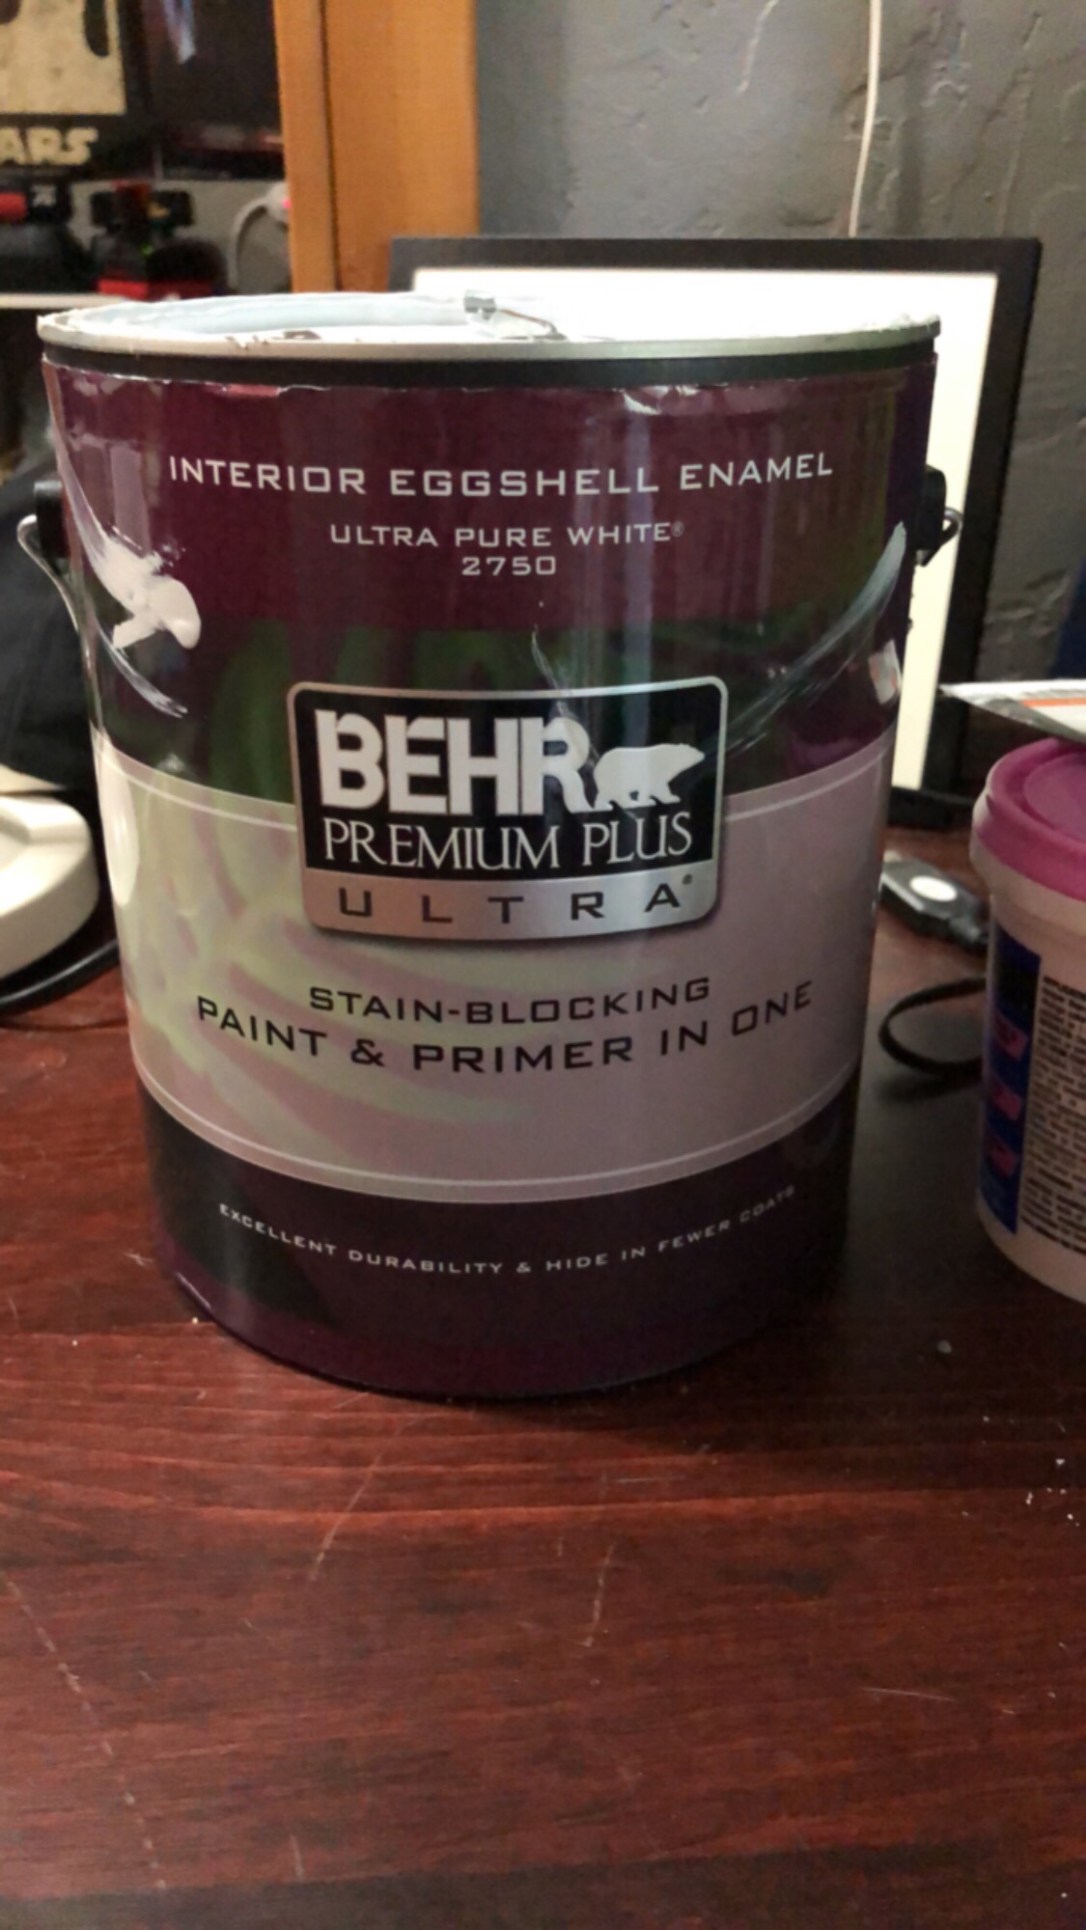 ARS
INTERIOR EGGSHELL ENAMEL
ULTRA PURE WHITE®
2750
BEHR
PREMIUM PLUS
ULTRA®
STAIN-BLOCKING
PAINT & PRIMER IN ONE
EXCELLENT DURABILITY & HIDE IN FEWER COATS